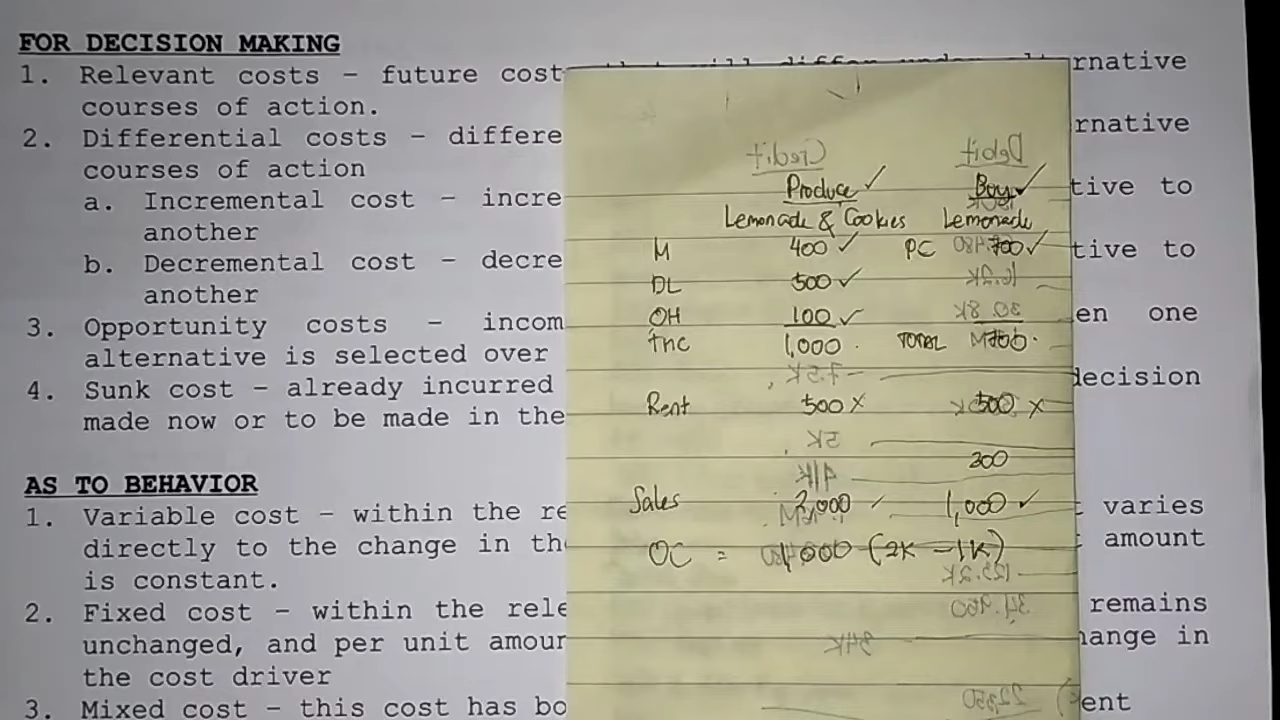 FOR DECISION MAKING
1. Relevant costs – future cost rnative
courses of action.
2. Differential costs – differe rnative
courses of action
a. Incremental cost – incre tive to
another
b. Decremental cost – decre tive to
another
3. Opportunity costs – incom en one
alternative is selected over
4. Sunk cost – already incurred decision
made now or to be made in the
AS TO BEHAVIOR
1. Variable cost – within the re varies
directly to the change in th amount
is constant.
2. Fixed cost – within the rele remains
unchanged, and per unit amour hange in
the cost driver
3. Mixed cost – this cost has bo ent
Credit Debit
Produce ✓ Buy ✓
Lemonade & Cookies Lemonade
M 400 ✓ PC 700 ✓
DL 500 ✓
OH 100 ✓
Inc 1,000 . TOTAL 700 .
Rent 500 X 500 X
300
Sales 2,000 ✓ 1,000 ✓
OC = 1,000 (2K - 1K)